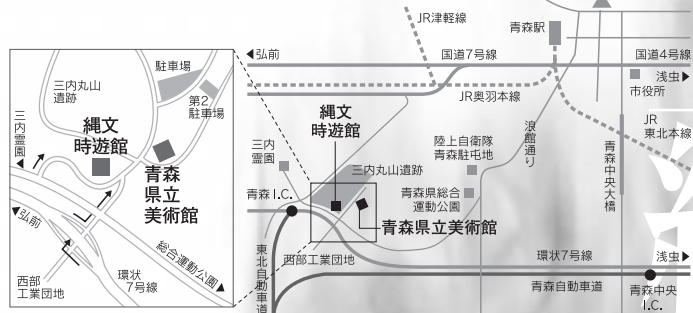 駐車場
三内丸山
遺跡
第2
駐車場
縄文
時遊館
三内
霊園
青森
県立
美術館
◀弘前
総合運動公園▶
西部
工業団地
環状
7号線
JR津軽線
青森駅
◀弘前
国道7号線
国道4号線
浅虫▶
市役所
JR奥羽本線
JR
東北本線
縄文
時遊館
三内
霊園
三内丸山遺跡
陸上自衛隊
青森駐屯地
浪館通り
青森中央大橋
青森I.C.
青森県総合
運動公園
青森県立美術館
東北自動車道
西部工業団地
環状7号線
浅虫▶
青森自動車道
青森中央
I.C.